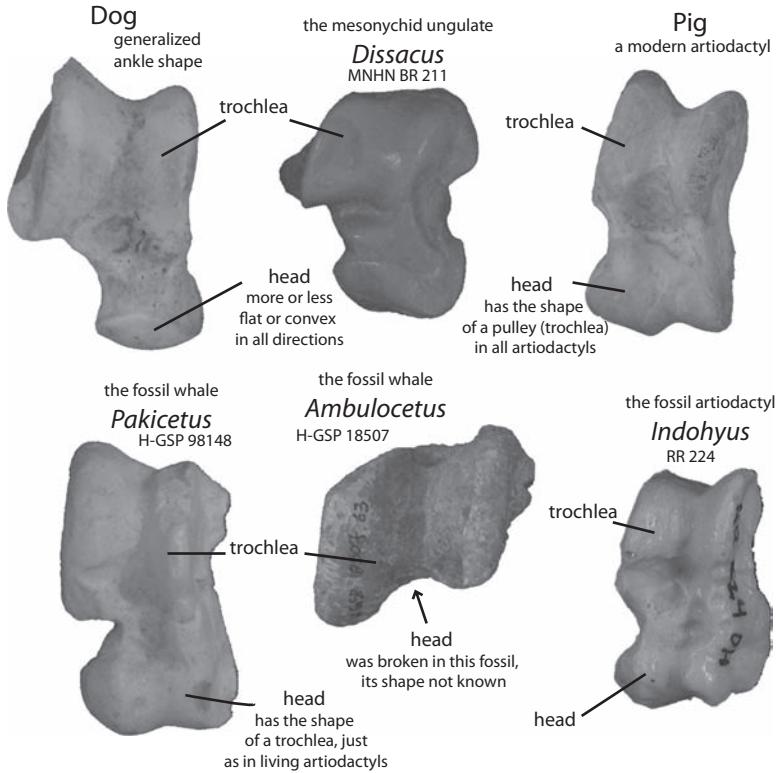 Dog
generalized
ankle shape
the mesonychid ungulate
Dissacus
MNHN BR 211
Pig
a modern artiodactyl
trochlea
trochlea
head
more or less
flat or convex
in all directions
head
has the shape
of a pulley (trochlea)
in all artiodactyls
the fossil whale
Pakicetus
H-GSP 98148
the fossil whale
Ambulocetus
H-GSP 18507
the fossil artiodactyl
Indohyus
RR 224
trochlea
trochlea
head
was broken in this fossil,
its shape not known
head
has the shape
of a trochlea, just
as in living artiodactyls
head